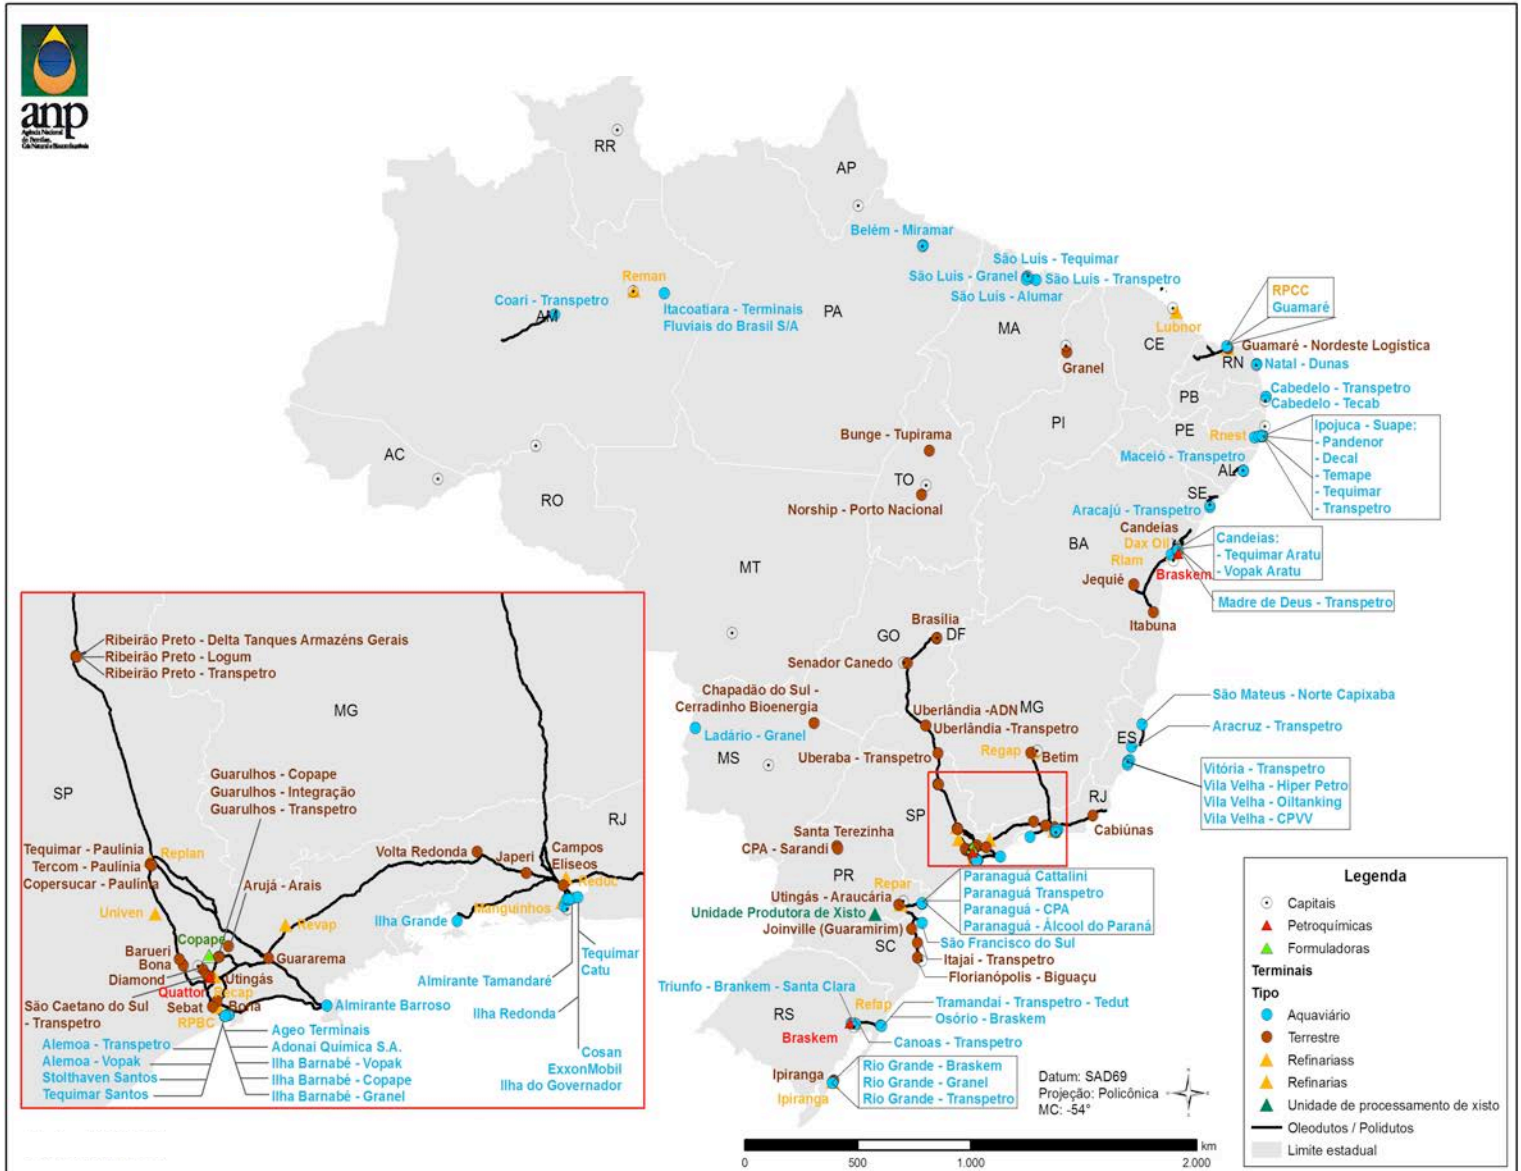 anp
Agência Nacional
do Petróleo,
Gás Natural e Biocombustíveis
RR
AP
Belém - Miramar
São Luis - Tequimar
São Luis - Granel
São Luis - Transpetro
São Luis - Alumar
Reman
Coari - Transpetro
AM
Itacoatiara - Terminais
Fluviais do Brasil S/A
PA
MA
CE
Lubnor
RPCC
Guamaré
Guamaré - Nordeste Logística
RN
Natal - Dunas
Granel
PB
Cabedelo - Transpetro
Cabedelo - Tecab
PI
PE
Rnest
Ipojuca - Suape:
- Pandenor
- Decal
- Temape
- Tequimar
- Transpetro
Bunge - Tupirama
AC
RO
TO
Maceió - Transpetro
AL
SE
Norship - Porto Nacional
Aracajú - Transpetro
Candeias
BA
Dax Oil
Rlam
Braskem
Candeias:
- Tequimar Aratu
- Vopak Aratu
Madre de Deus - Transpetro
MT
Jequié
Itabuna
Brasília
GO
DF
Senador Canedo
Chapadão do Sul -
Cerradinho Bioenergia
Ladário - Granel
MS
Uberlândia -ADN
MG
Uberlândia -Transpetro
Uberaba - Transpetro
Regap
Betim
São Mateus - Norte Capixaba
Aracruz - Transpetro
ES
Vitória - Transpetro
Vila Velha - Hiper Petro
Vila Velha - Oiltanking
Vila Velha - CPVV
SP
RJ
Cabiúnas
Santa Terezinha
CPA - Sarandi
PR
Repar
Utingás - Araucária
Unidade Produtora de Xisto
Joinville (Guaramirim)
SC
Paranaguá Cattalini
Paranaguá Transpetro
Paranaguá - CPA
Paranaguá - Álcool do Paraná
São Francisco do Sul
Itajaí - Transpetro
Florianópolis - Biguaçu
Triunfo - Brankem - Santa Clara
RS
Refap
Tramandaí - Transpetro - Tedut
Osório - Braskem
Braskem
Canoas - Transpetro
Ipiranga
Ipiranga
Rio Grande - Braskem
Rio Grande - Granel
Rio Grande - Transpetro
Datum: SAD69
Projeção: Policônica
MC: -54°
0
500
1.000
2.000
km
Ribeirão Preto - Delta Tanques Armazéns Gerais
Ribeirão Preto - Logum
Ribeirão Preto - Transpetro
MG
SP
RJ
Guarulhos - Copape
Guarulhos - Integração
Guarulhos - Transpetro
Tequimar - Paulínia
Tercom - Paulínia
Copersucar - Paulínia
Replan
Arujá - Arais
Univen
Volta Redonda
Japeri
Campos
Eliseos
Reduc
Manguinhos
Ilha Grande
Revap
Copape
Barueri
Bona
Diamond
Guararema
Utingás
Quattor
Recap
São Caetano do Sul
- Transpetro
Sebat
Bona
RPBC
Almirante Barroso
Almirante Tamandaré
Tequimar
Catu
Ilha Redonda
Cosan
ExxonMobil
Ilha do Governador
Alemoa - Transpetro
Alemoa - Vopak
Stolthaven Santos
Tequimar Santos
Ageo Terminais
Adonai Química S.A.
Ilha Barnabé - Vopak
Ilha Barnabé - Copape
Ilha Barnabé - Granel
Legenda
Capitais
Petroquímicas
Formuladoras
Terminais
Tipo
Aquaviário
Terrestre
Refinariass
Refinarias
Unidade de processamento de xisto
Oleodutos / Polidutos
Limite estadual